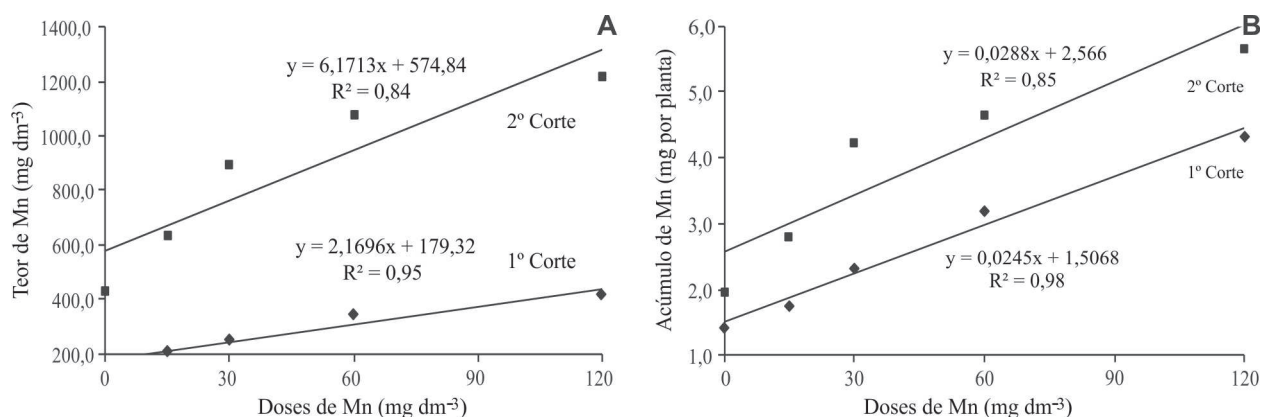 A
Teor de Mn (mg dm⁻³)
1400,0
1200,0
1000,0
800,0
600,0
400,0
200,0
y = 6,1713x + 574,84
R² = 0,84
2º Corte
y = 2,1696x + 179,32
R² = 0,95
1º Corte
0 30 60 90 120
Doses de Mn (mg dm⁻³)
B
Acúmulo de Mn (mg por planta)
6,0
5,0
4,0
3,0
2,0
1,0
y = 0,0288x + 2,566
R² = 0,85
2º Corte
1º Corte
y = 0,0245x + 1,5068
R² = 0,98
0 30 60 90 120
Doses de Mn (mg dm⁻³)